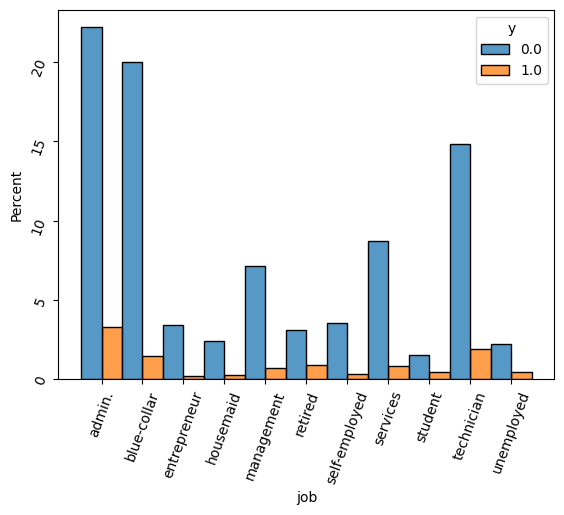 y
0.0
1.0
Percent
20
15
10
5
0
admin.
blue-collar
entrepreneur
housemaid
management
retired
self-employed
services
student
technician
unemployed
job